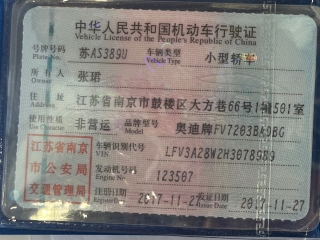 中华人民共和国机动车行驶证
Vehicle License of the People's Republic of China
号牌号码 Plate No. 苏AS389U 车辆类型 Vehicle Type 小型轿车
所有人 Owner 张珺
住址 Address 江苏省南京市鼓楼区大方巷66号1幢501室
使用性质 Use Character 非营运 品牌型号 Model 奥迪牌FV7203BADBG
江苏省南京市公安局交通管理局
车辆识别代号 VIN LFV3A28W2H3078989
发动机号码 Engine No. 123507
注册日期 Register Date 2017-11-27 发证日期 Issue Date 2017-11-27